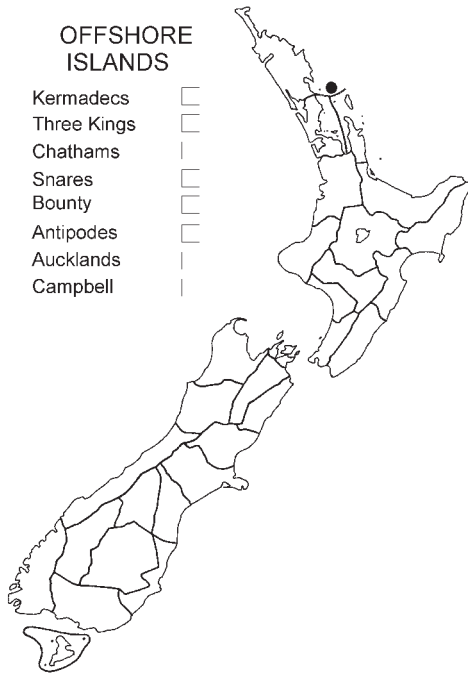 OFFSHORE
ISLANDS
Kermadecs
Three Kings
Chathams
Snares
Bounty
Antipodes
Aucklands
Campbell